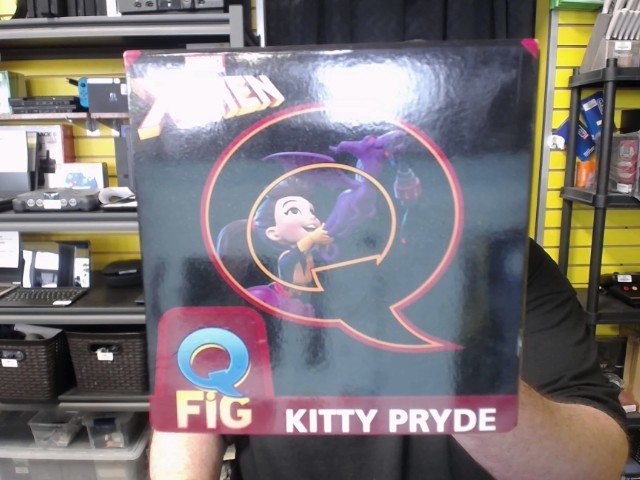 X-MEN
Q
FiG
KITTY PRYDE